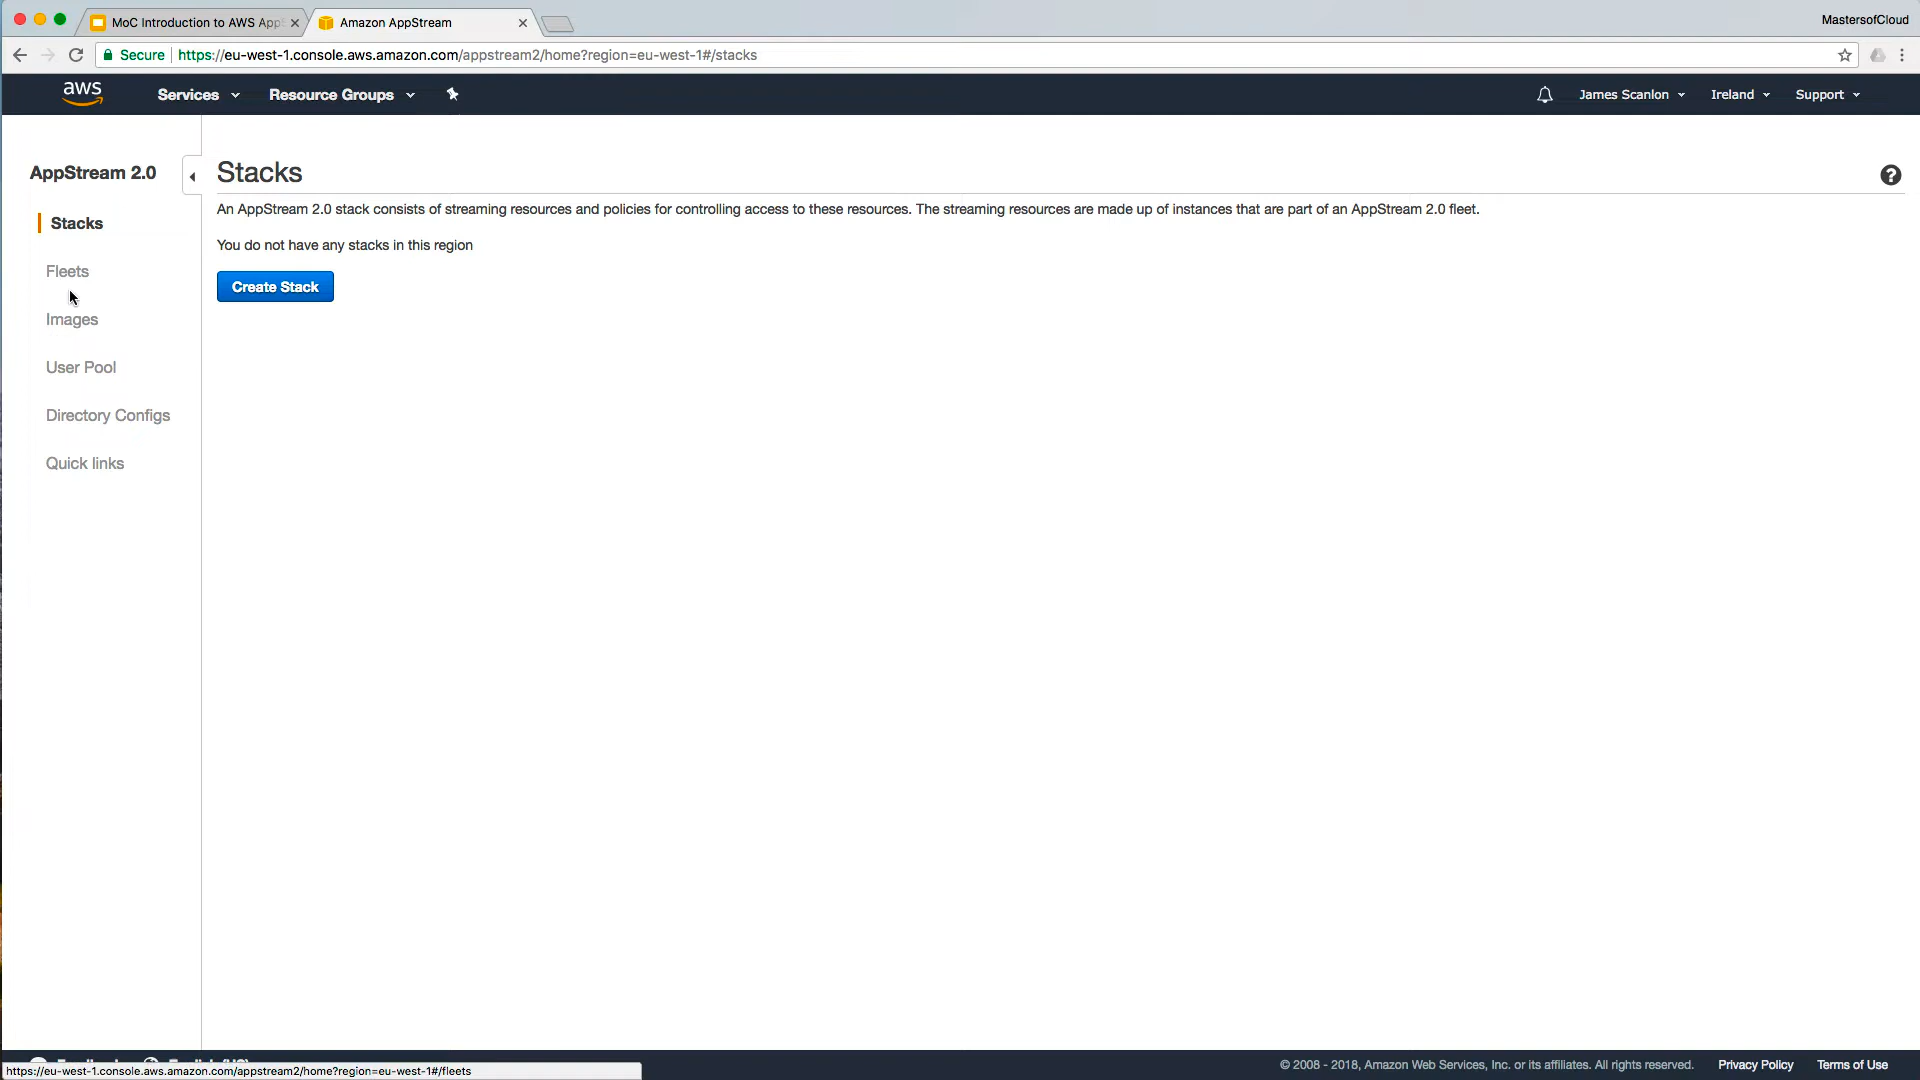 MoC Introduction to AWS App
Amazon AppStream
MastersofCloud
Secure
https://eu-west-1.console.aws.amazon.com/appstream2/home?region=eu-west-1#/stacks
aws
Services
Resource Groups
James Scanlon
Ireland
Support
AppStream 2.0
Stacks
Fleets
Images
User Pool
Directory Configs
Quick links
Stacks
?
An AppStream 2.0 stack consists of streaming resources and policies for controlling access to these resources. The streaming resources are made up of instances that are part of an AppStream 2.0 fleet.
You do not have any stacks in this region
Create Stack
https://eu-west-1.console.aws.amazon.com/appstream2/home?region=eu-west-1#/fleets
© 2008 - 2018, Amazon Web Services, Inc. or its affiliates. All rights reserved.
Privacy Policy
Terms of Use